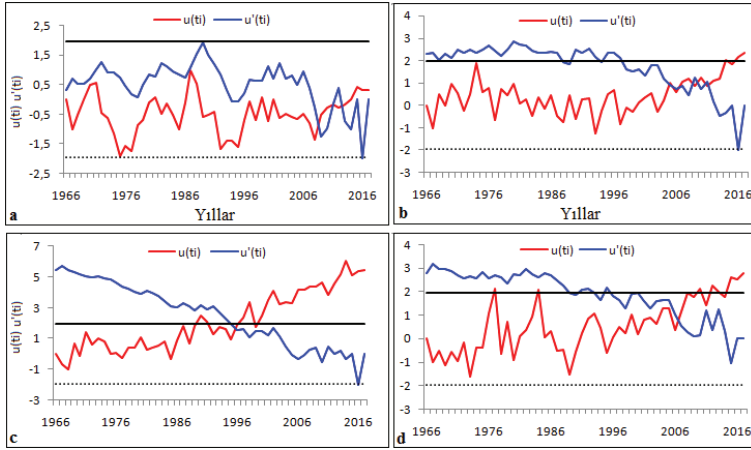 u(ti) u'(ti)
2,5
1,5
0,5
-0,5
-1,5
-2,5
u(ti) u'(ti)
1966 1976 1986 1996 2006 2016
a
Yıllar
u(ti) u'(ti)
4
3
2
1
0
-1
-2
-3
1966 1976 1986 1996 2006 2016
b
Yıllar
u(ti) u'(ti)
7
5
3
1
-1
-3
u(ti) u'(ti)
1966 1976 1986 1996 2006 2016
c
u(ti) u'(ti)
4
3
2
1
0
-1
-2
-3
1966 1976 1986 1996 2006 2016
d